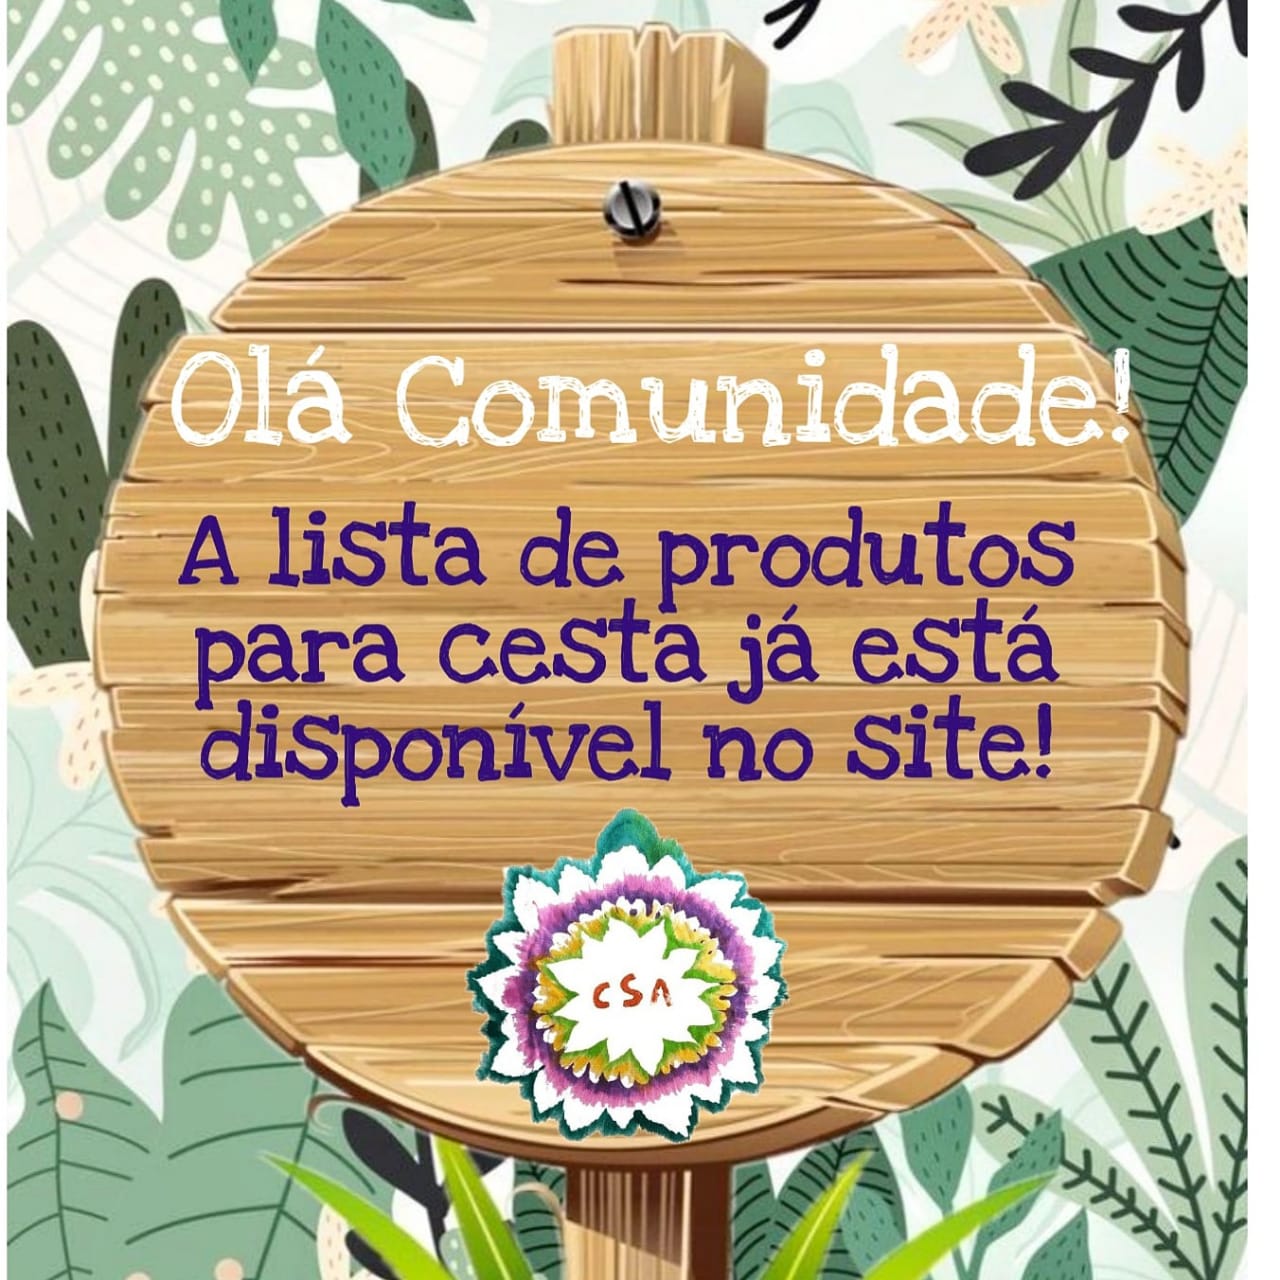 Olá Comunidade!
A lista de produtos
para cesta já está
disponível no site!
CSA